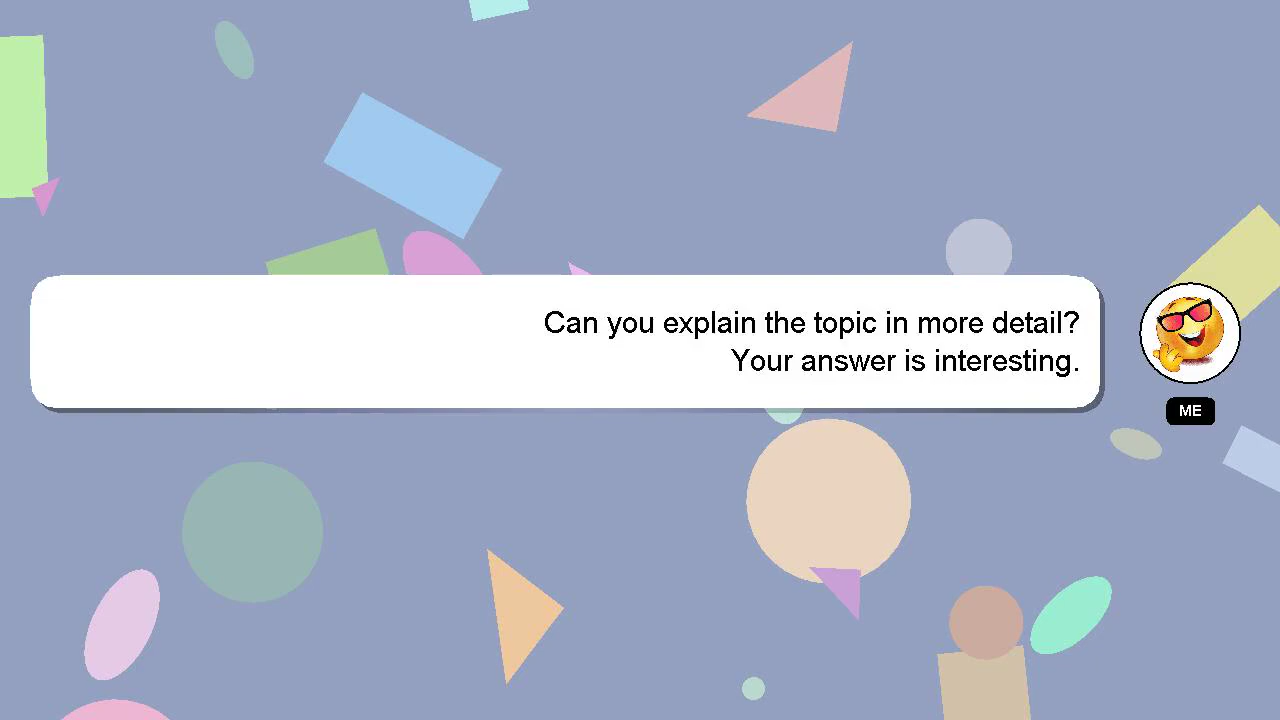 Can you explain the topic in more detail?
Your answer is interesting.
ME